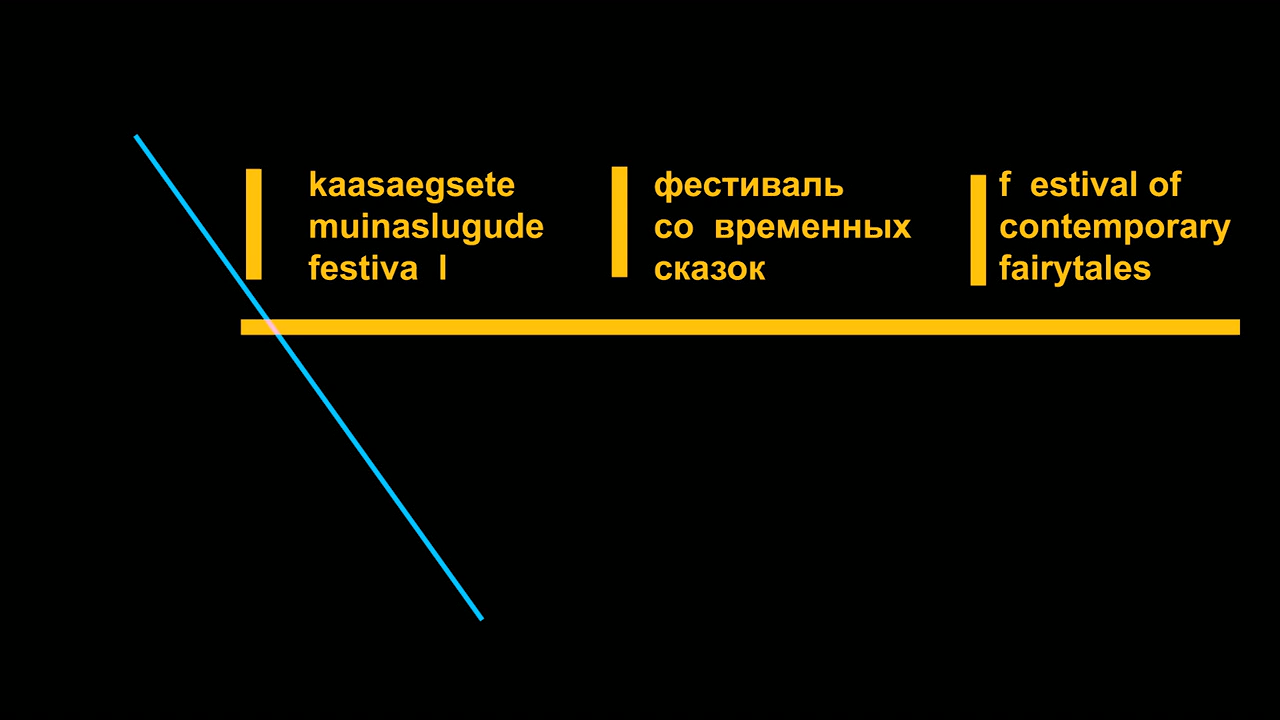 kaasaegsete
muinaslugude
festiva  l
фестиваль
со  временных
сказок
f  estival of
contemporary
fairytales